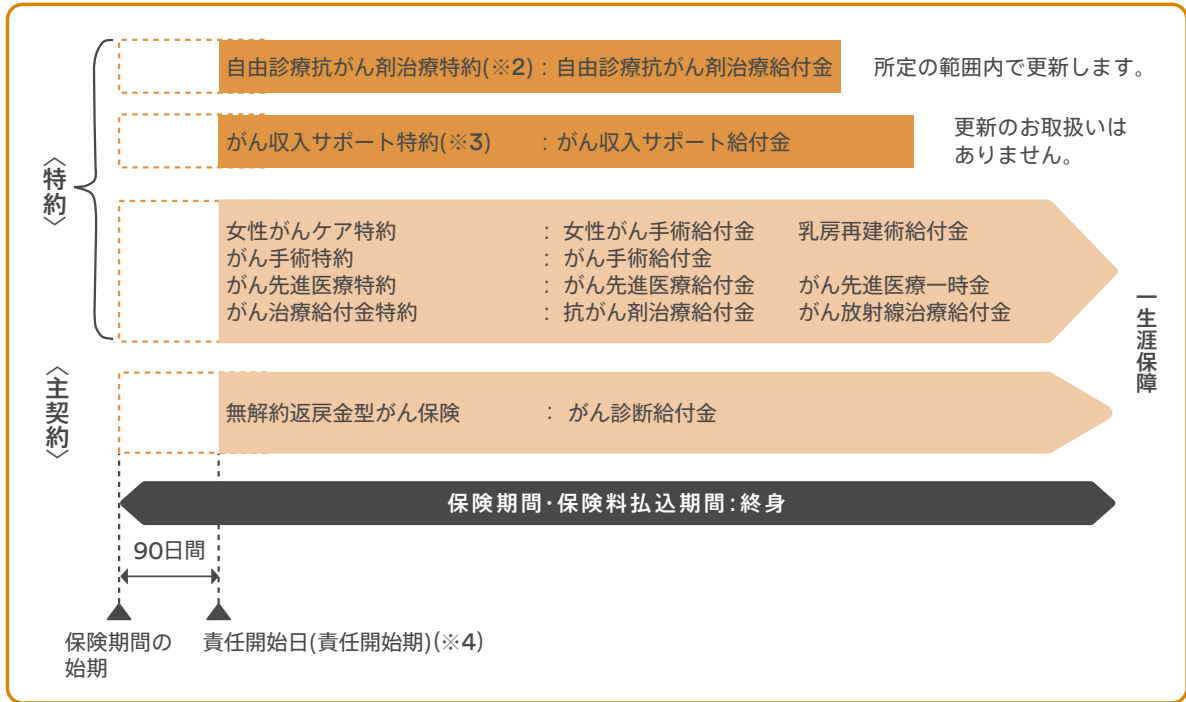 自由診療抗がん剤治療特約(※2)：自由診療抗がん剤治療給付金
所定の範囲内で更新します。
がん収入サポート特約(※3)　：がん収入サポート給付金
更新のお取扱いは
ありません。
〈特約〉
女性がんケア特約　：女性がん手術給付金　乳房再建術給付金
がん手術特約　：がん手術給付金
がん先進医療特約　：がん先進医療給付金　がん先進医療一時金
がん治療給付金特約　：抗がん剤治療給付金　がん放射線治療給付金
一生涯保障
〈主契約〉
無解約返戻金型がん保険　：がん診断給付金
保険期間・保険料払込期間：終身
90日間
保険期間の
始期
責任開始日(責任開始期)(※4)